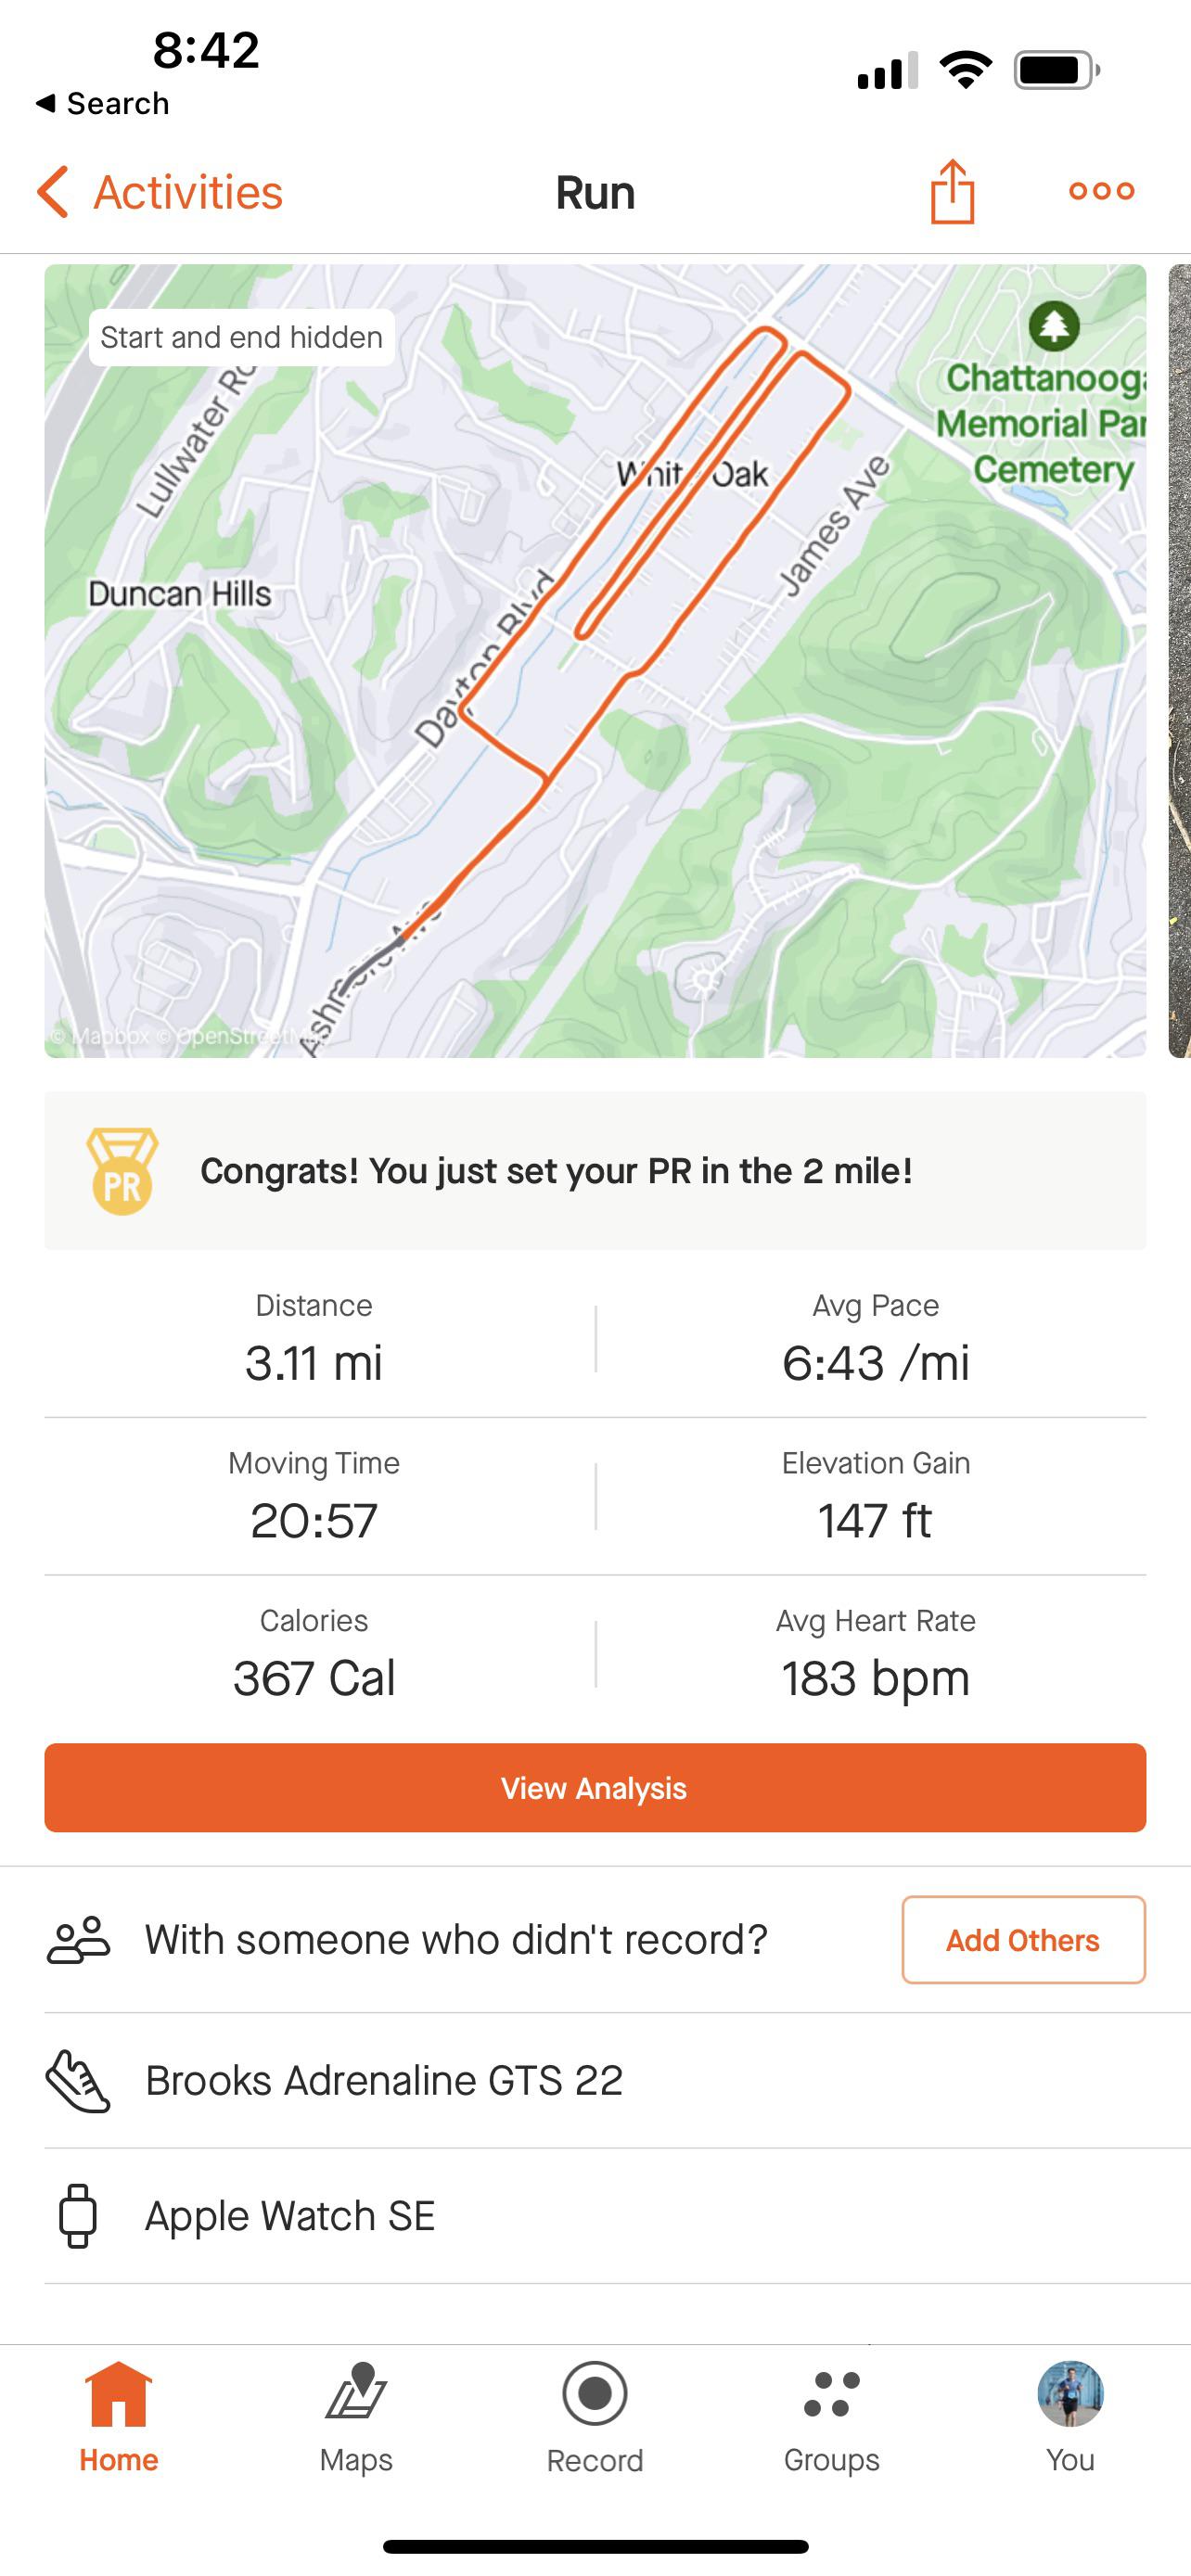 8:42
Search
Activities
Run
Start and end hidden
Lullwater Rd
Chattanooga
Memorial Par
Cemetery
Whit Oak
James Ave
Duncan Hills
Dayton Blvd
Ashmore Ave
© Mapbox © OpenStreetMap
PR
Congrats! You just set your PR in the 2 mile!
Distance
3.11 mi
Avg Pace
6:43 /mi
Moving Time
20:57
Elevation Gain
147 ft
Calories
367 Cal
Avg Heart Rate
183 bpm
View Analysis
With someone who didn't record?
Add Others
Brooks Adrenaline GTS 22
Apple Watch SE
Home
Maps
Record
Groups
You